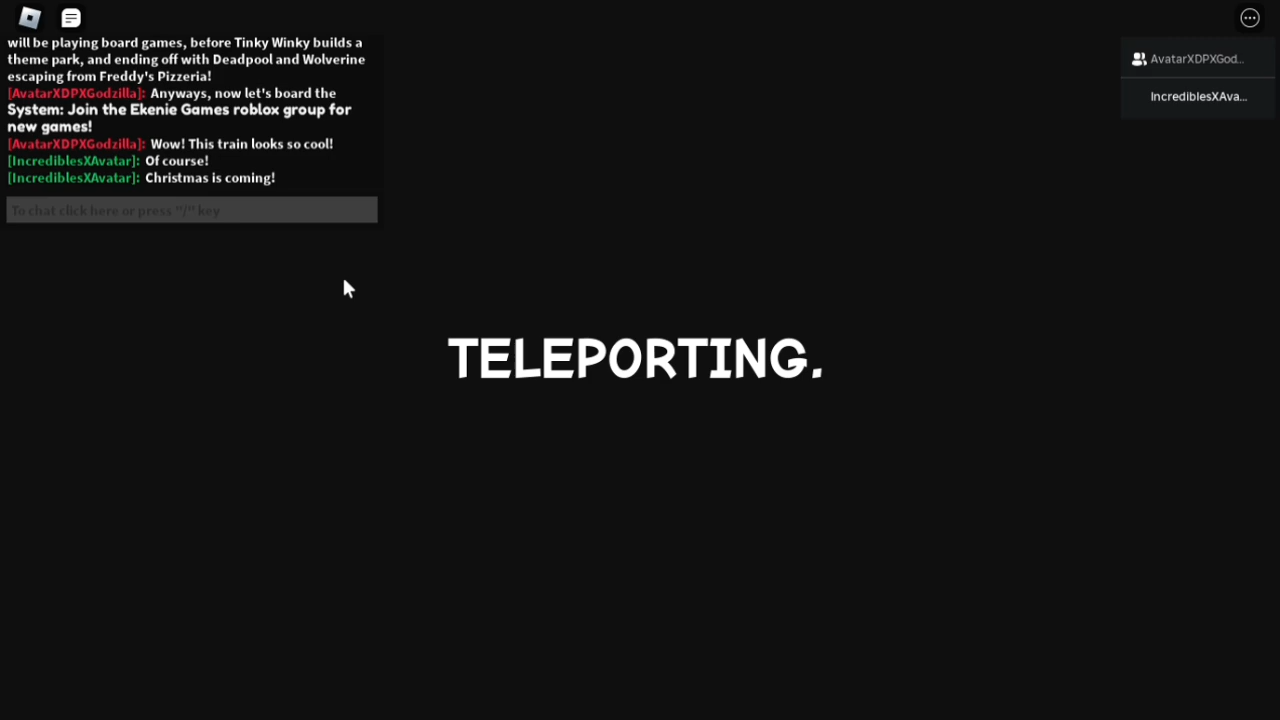 will be playing board games, before Tinky Winky builds a
theme park, and ending off with Deadpool and Wolverine
escaping from Freddy's Pizzeria!
[AvatarXDPXGodzilla]: Anyways, now let's board the
System: Join the Ekenie Games roblox group for
new games!
[AvatarXDPXGodzilla]: Wow! This train looks so cool!
[IncrediblesXAvatar]: Of course!
[IncrediblesXAvatar]: Christmas is coming!
To chat click here or press "/" key
AvatarXDPXGod...
IncrediblesXAva...
TELEPORTING.